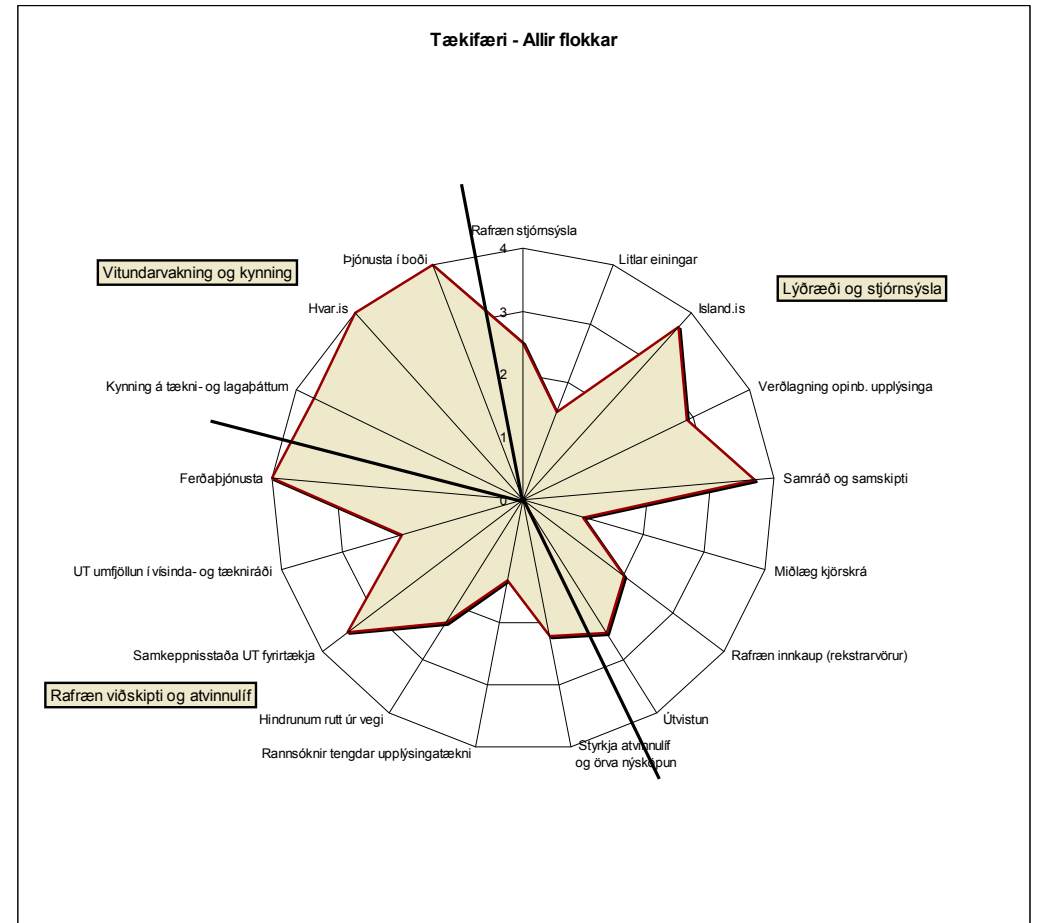 Tækifæri - Allir flokkar
Rafræn stjórnsýsla
4
3
2
1
0
Þjónusta í boði
Litlar einingar
Vitundarvakning og kynning
Lýðræði og stjórnsýsla
Hvar.is
Island.is
Kynning á tækni- og lagaþáttum
Verðlagning opinb. upplýsinga
Ferðaþjónusta
Samráð og samskipti
UT umfjöllun í vísinda- og tækniráði
Miðlæg kjörskrá
Samkeppnisstaða UT fyrirtækja
Rafræn innkaup (rekstrarvörur)
Rafræn viðskipti og atvinnulíf
Hindrunum rutt úr vegi
Útvistun
Rannsóknir tengdar upplýsingatækni
Styrkja atvinnulíf
og örva nýsköpun